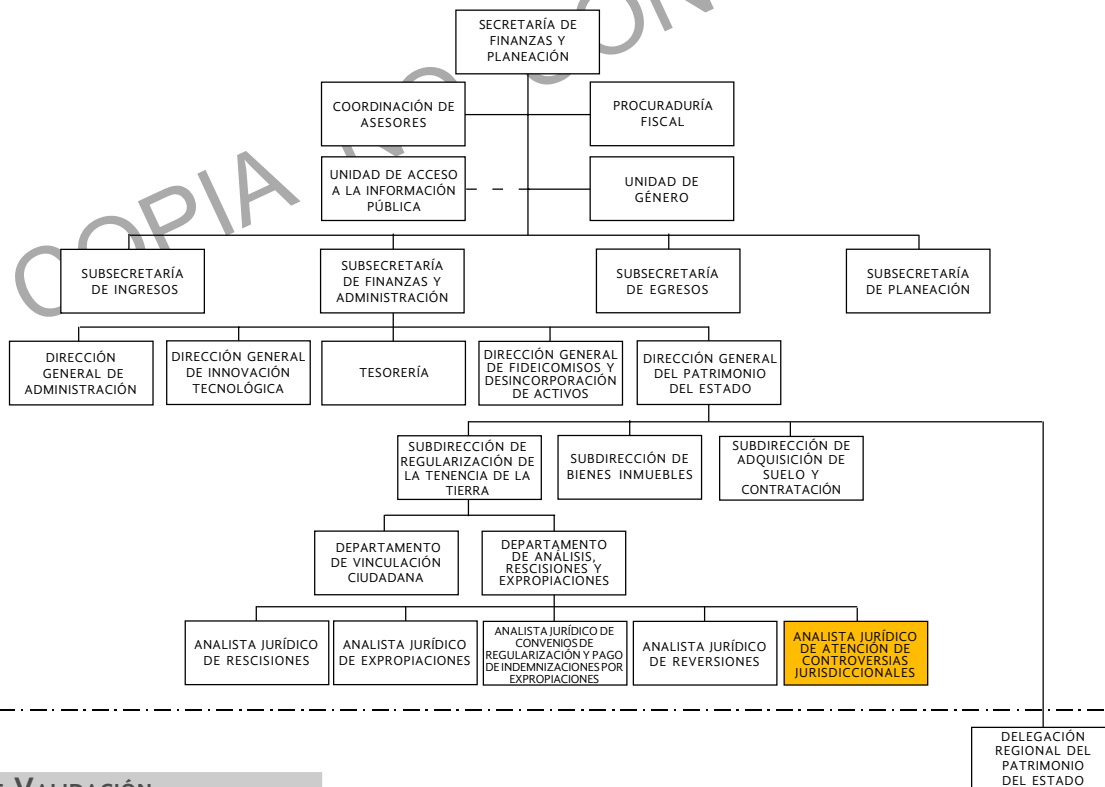 SECRETARÍA DE
FINANZAS Y
PLANEACIÓN
COORDINACIÓN DE
ASESORES
PROCURADURÍA
FISCAL
UNIDAD DE ACCESO
A LA INFORMACIÓN
PÚBLICA
UNIDAD DE
GÉNERO
COPIA
SUBSECRETARÍA
DE INGRESOS
SUBSECRETARÍA
DE FINANZAS Y
ADMINISTRACIÓN
SUBSECRETARÍA
DE EGRESOS
SUBSECRETARÍA
DE PLANEACIÓN
DIRECCIÓN
GENERAL DE
ADMINISTRACIÓN
DIRECCIÓN GENERAL
DE INNOVACIÓN
TECNOLÓGICA
TESORERÍA
DIRECCIÓN GENERAL
DE FIDEICOMISOS Y
DESINCORPORACIÓN
DE ACTIVOS
DIRECCIÓN GENERAL
DEL PATRIMONIO
DEL ESTADO
SUBDIRECCIÓN DE
REGULARIZACIÓN DE
LA TENENCIA DE LA
TIERRA
SUBDIRECCIÓN DE
BIENES INMUEBLES
SUBDIRECCIÓN DE
ADQUISICIÓN DE
SUELO Y
CONTRATACIÓN
DEPARTAMENTO
DE VINCULACIÓN
CIUDADANA
DEPARTAMENTO
DE ANÁLISIS,
RESCISIONES Y
EXPROPIACIONES
ANALISTA JURÍDICO
DE RESCISIONES
ANALISTA JURÍDICO
DE EXPROPIACIONES
ANALISTA JURÍDICO DE
CONVENIOS DE
REGULARIZACIÓN Y PAGO
DE INDEMNIZACIONES POR
EXPROPIACIONES
ANALISTA JURÍDICO
DE REVERSIONES
ANALISTA JURÍDICO
DE ATENCIÓN DE
CONTROVERSIAS
JURISDICCIONALES
DELEGACIÓN
REGIONAL DEL
PATRIMONIO
DEL ESTADO
VALIDACIÓN